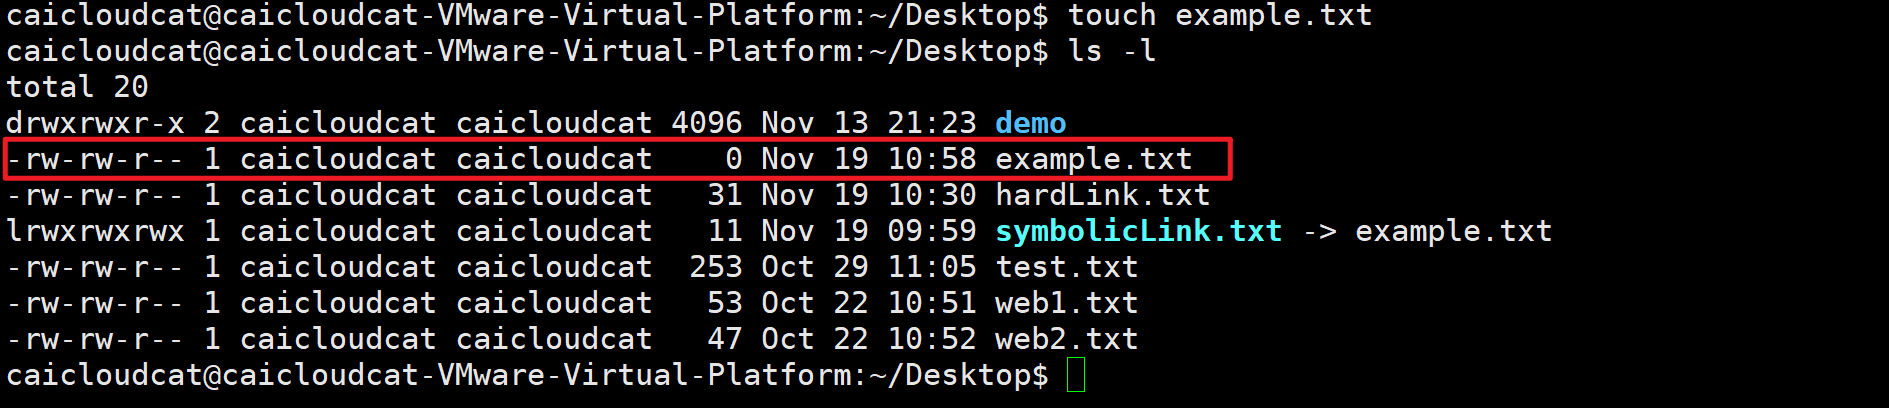 caicloudcat@caicloudcat-VMware-Virtual-Platform:~/Desktop$ touch example.txt
caicloudcat@caicloudcat-VMware-Virtual-Platform:~/Desktop$ ls -l
total 20
drwxrwxr-x 2 caicloudcat caicloudcat 4096 Nov 13 21:23 demo
-rw-rw-r-- 1 caicloudcat caicloudcat    0 Nov 19 10:58 example.txt
-rw-rw-r-- 1 caicloudcat caicloudcat   31 Nov 19 10:30 hardLink.txt
lrwxrwxrwx 1 caicloudcat caicloudcat   11 Nov 19 09:59 symbolicLink.txt -> example.txt
-rw-rw-r-- 1 caicloudcat caicloudcat  253 Oct 29 11:05 test.txt
-rw-rw-r-- 1 caicloudcat caicloudcat   53 Oct 22 10:51 web1.txt
-rw-rw-r-- 1 caicloudcat caicloudcat   47 Oct 22 10:52 web2.txt
caicloudcat@caicloudcat-VMware-Virtual-Platform:~/Desktop$